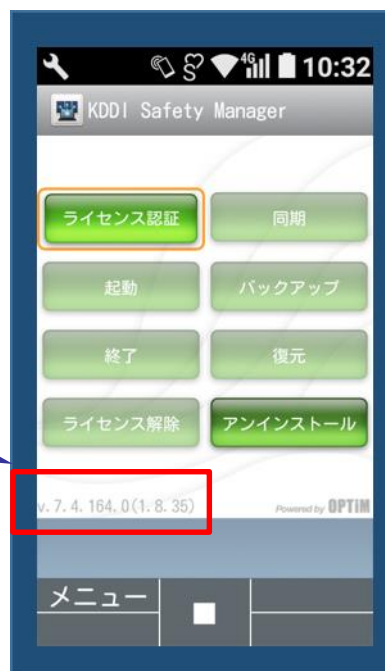 4G 10:32
KDDI Safety Manager
ライセンス認証 同期
起動 バックアップ
終了 復元
ライセンス解除 アンインストール
v.7.4.164.0(1.8.35) Powered by OPTiM
メニュー